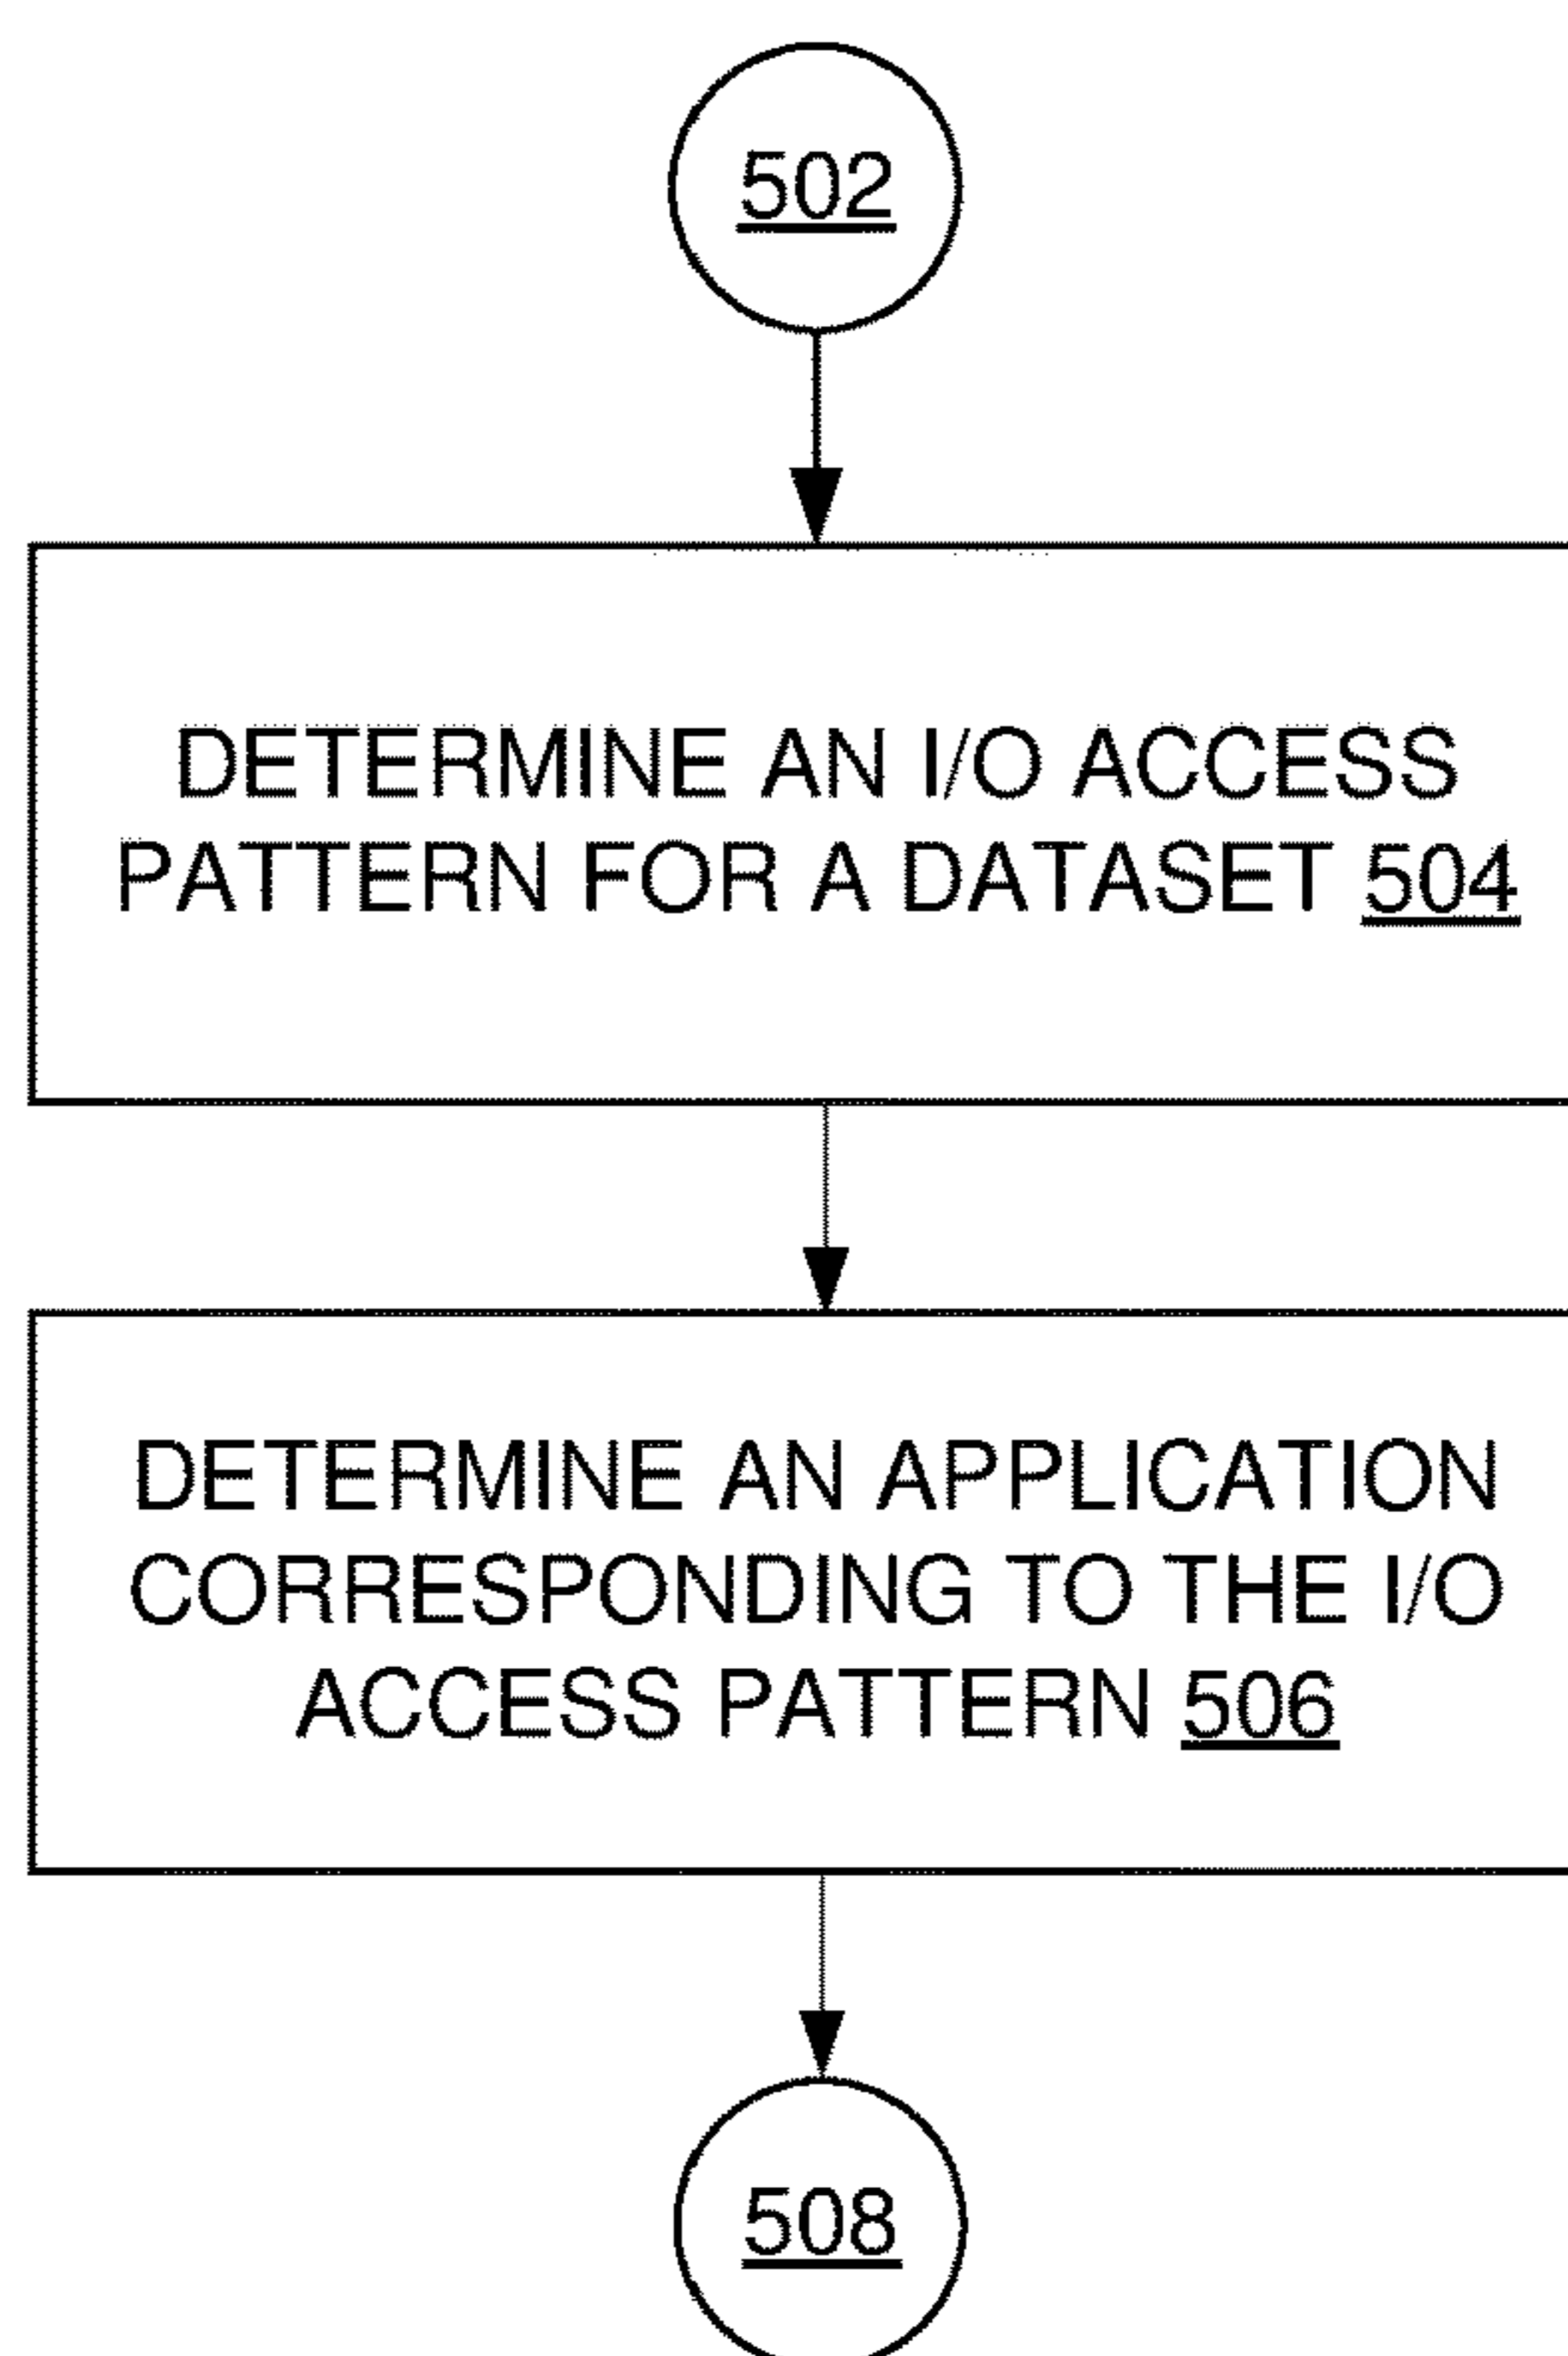 502
DETERMINE AN I/O ACCESS
PATTERN FOR A DATASET 504
DETERMINE AN APPLICATION
CORRESPONDING TO THE I/O
ACCESS PATTERN 506
508